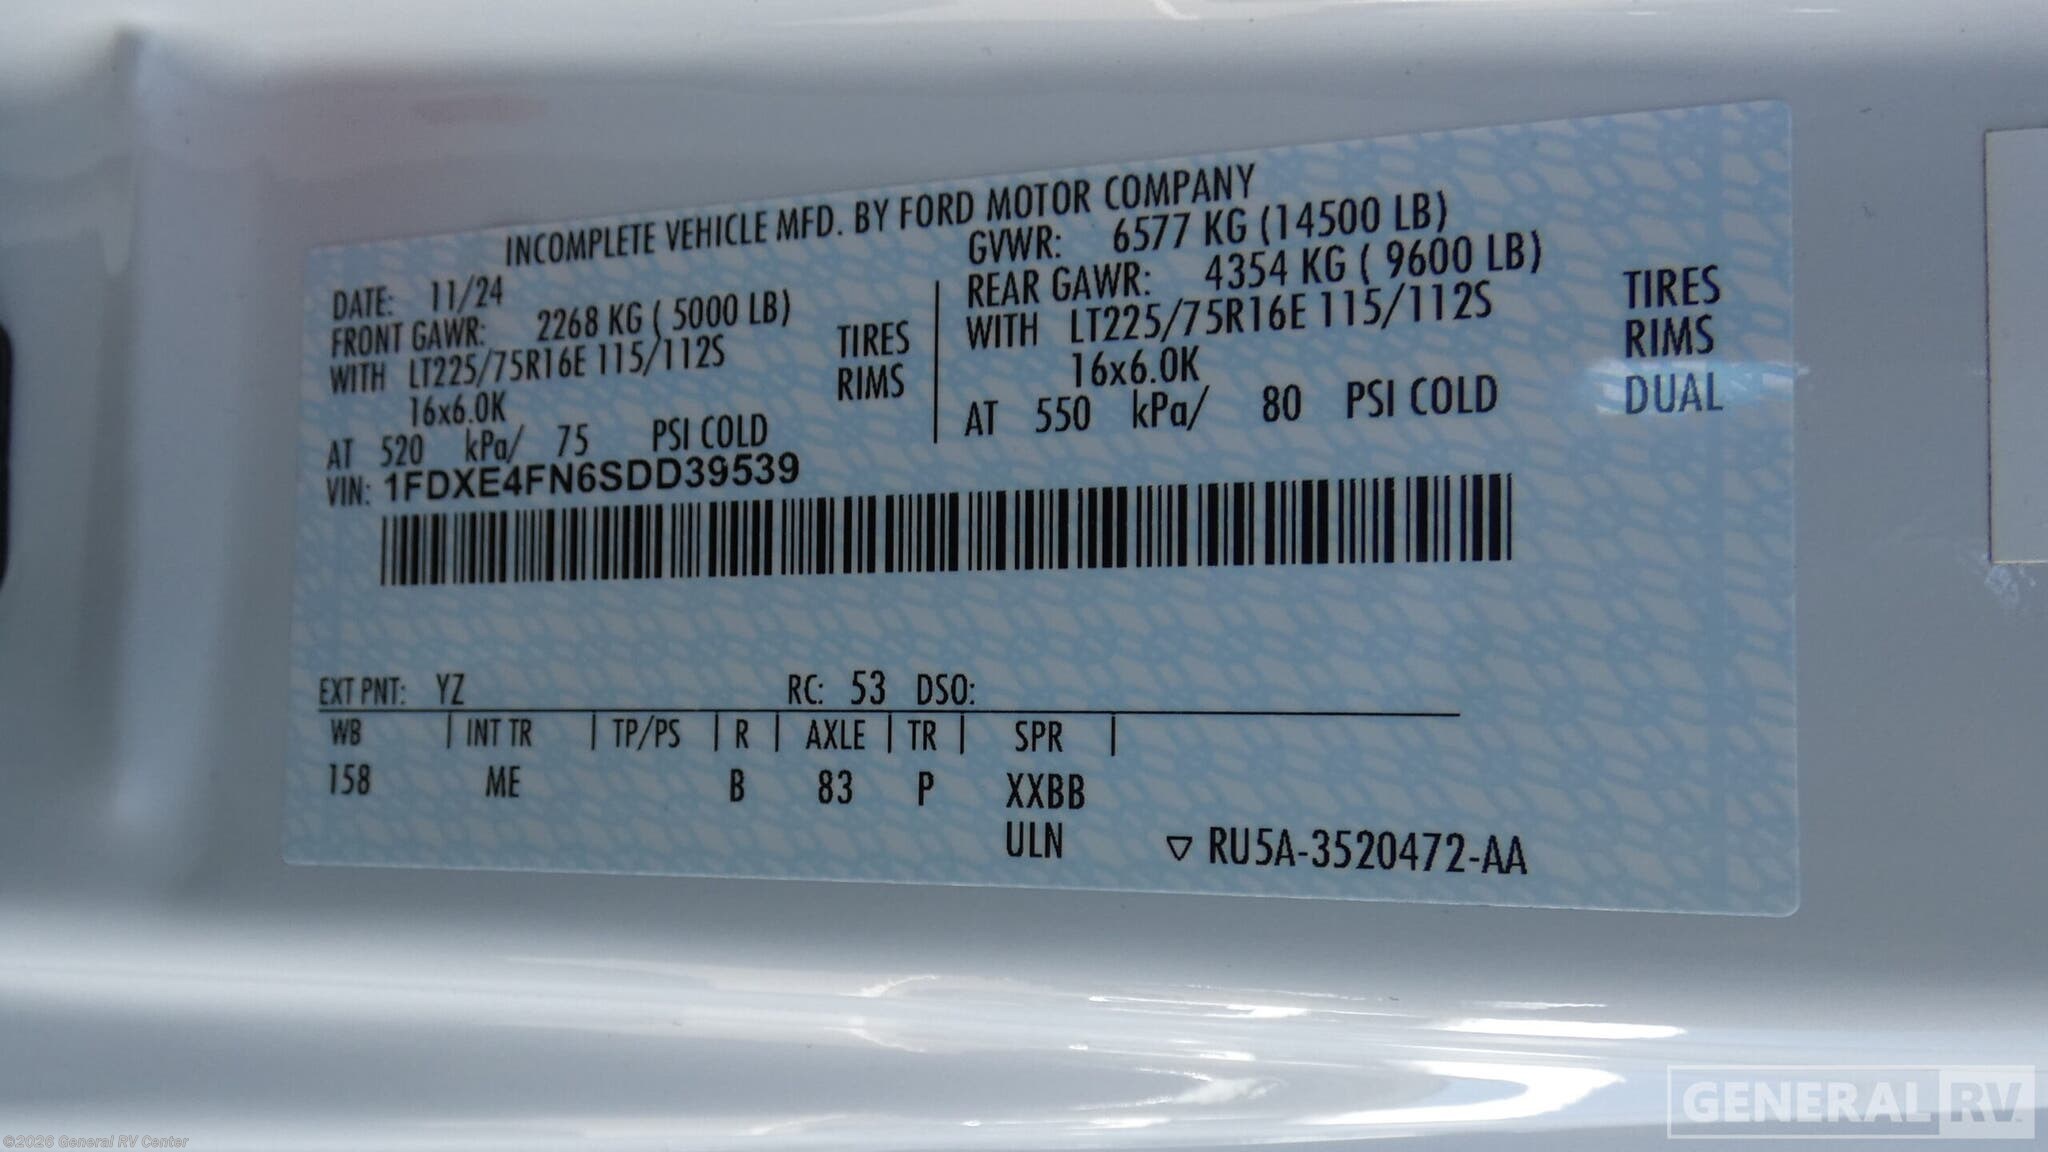 INCOMPLETE VEHICLE MFD. BY FORD MOTOR COMPANY
DATE: 11/24
GVWR: 6577 KG (14500 LB)
FRONT GAWR: 2268 KG ( 5000 LB)
WITH LT225/75R16E 115/112S TIRES
16x6.0K RIMS
AT 520 kPa/ 75 PSI COLD
REAR GAWR: 4354 KG ( 9600 LB)
WITH LT225/75R16E 115/112S TIRES
16x6.0K RIMS
AT 550 kPa/ 80 PSI COLD DUAL
VIN: 1FDXE4FN6SDD39539
EXT PNT: YZ RC: 53 DSO:
WB | INT TR | TP/PS | R | AXLE | TR | SPR |
158 ME B 83 P XXBB
ULN ▽ RU5A-3520472-AA
GENERAL RV
©2026 General RV Center